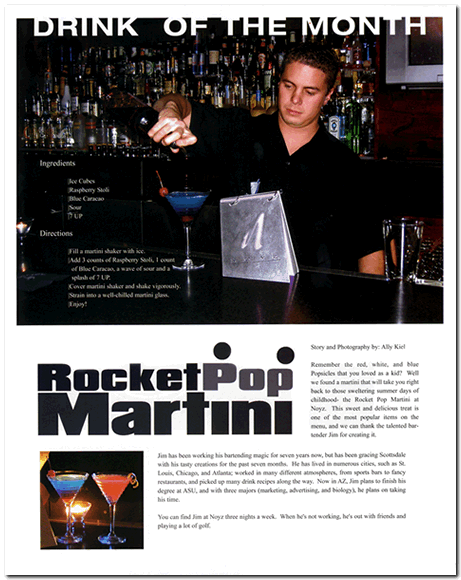 DRINK OF THE MONTH
Ingredients
Ice Cubes
Raspberry Stoli
Blue Caracao
Sour
7 UP
Directions
Fill a martini shaker with ice.
Add 3 counts of Raspberry Stoli, 1 count
of Blue Caracao, a wave of sour and a
splash of 7 UP.
Cover martini shaker and shake vigorously.
Strain into a well-chilled martini glass.
Enjoy!
RocketPop
Martini
Story and Photography by: Ally Kiel
Remember the red, white, and blue
Popsicles that you loved as a kid? Well
we found a martini that will take you right
back to those sweltering summer days of
childhood- the Rocket Pop Martini at
Noyz. This sweet and delicious treat is
one of the most popular items on the
menu, and we can thank the talented bar-
tender Jim for creating it.
Jim has been working his bartending magic for seven years now, but has been gracing Scottsdale
with his tasty creations for the past seven months. He has lived in numerous cities, such as St.
Louis, Chicago, and Atlanta; worked in many different atmospheres, from sports bars to fancy
restaurants, and picked up many drink recipes along the way. Now in AZ, Jim plans to finish his
degree at ASU, and with three majors (marketing, advertising, and biology), he plans on taking
his time.
You can find Jim at Noyz three nights a week. When he's not working, he's out with friends and
playing a lot of golf.